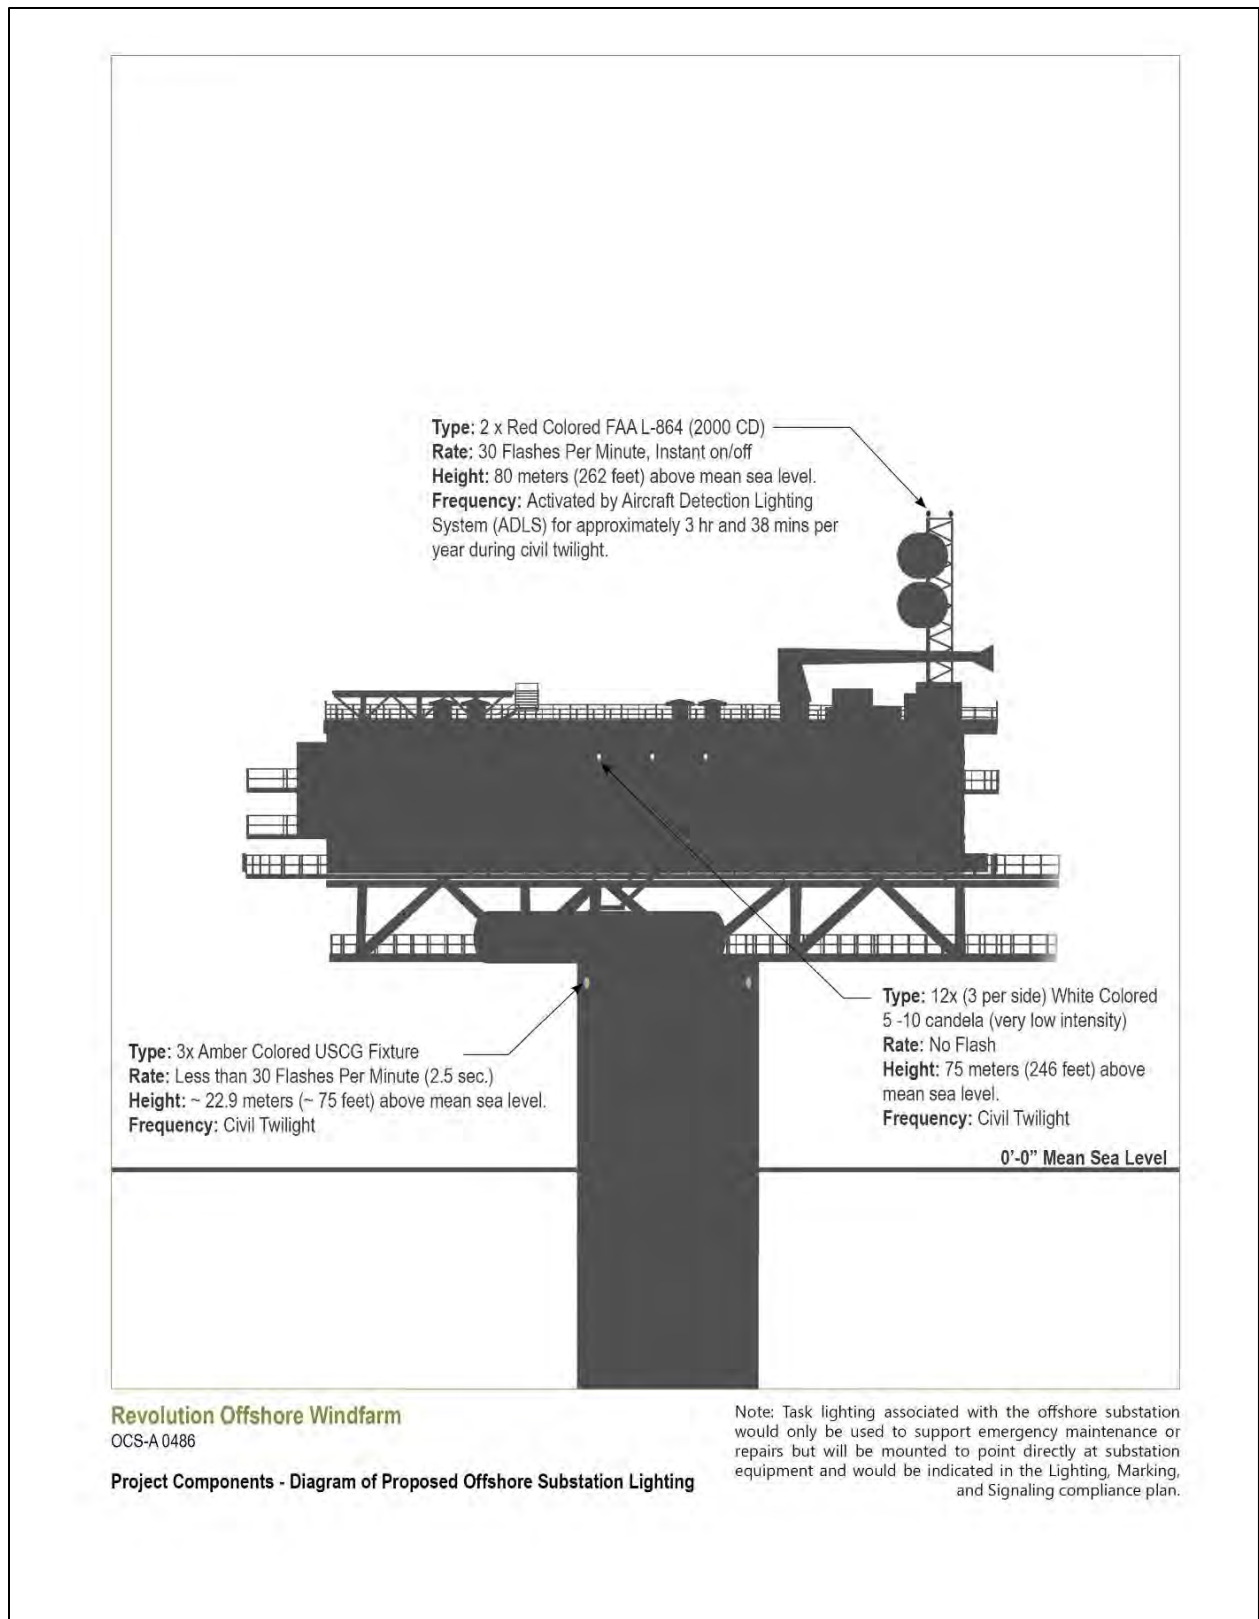 Type: 2 x Red Colored FAA L-864 (2000 CD)
Rate: 30 Flashes Per Minute, Instant on/off
Height: 80 meters (262 feet) above mean sea level.
Frequency: Activated by Aircraft Detection Lighting
System (ADLS) for approximately 3 hr and 38 mins per
year during civil twilight.
Type: 12x (3 per side) White Colored
5 -10 candela (very low intensity)
Rate: No Flash
Height: 75 meters (246 feet) above
mean sea level.
Frequency: Civil Twilight
Type: 3x Amber Colored USCG Fixture
Rate: Less than 30 Flashes Per Minute (2.5 sec.)
Height: ~ 22.9 meters (~ 75 feet) above mean sea level.
Frequency: Civil Twilight
0'-0" Mean Sea Level
Revolution Offshore Windfarm
OCS-A 0486
Project Components - Diagram of Proposed Offshore Substation Lighting
Note: Task lighting associated with the offshore substation
would only be used to support emergency maintenance or
repairs but will be mounted to point directly at substation
equipment and would be indicated in the Lighting, Marking,
and Signaling compliance plan.